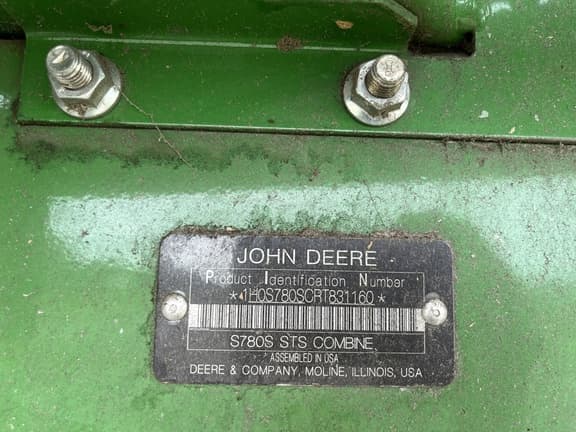 JOHN DEERE
Product Identification Number
*1H0S780SCRT831160*
S780S STS COMBINE
ASSEMBLED IN USA
DEERE & COMPANY, MOLINE, ILLINOIS, USA